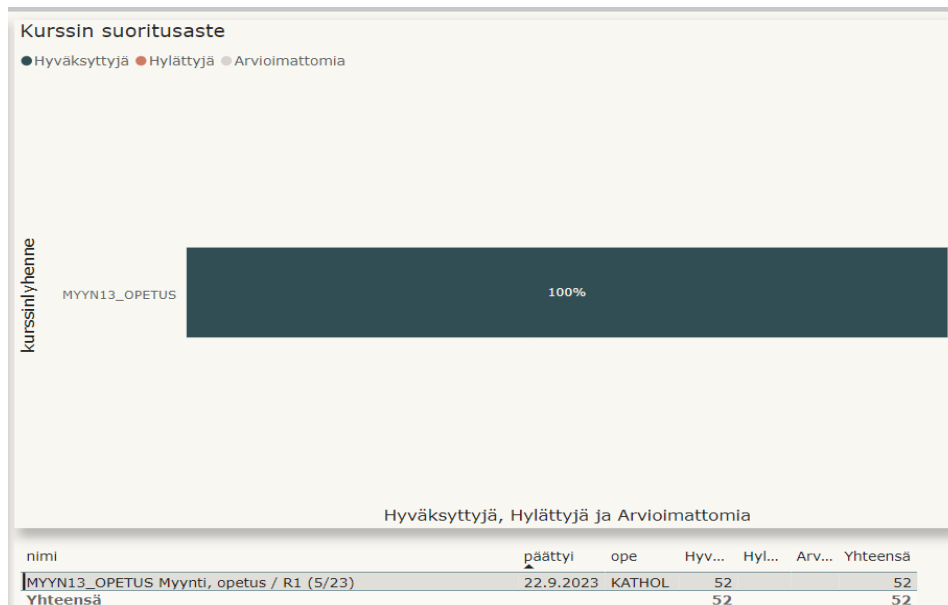 Kurssin suoritusaste
Hyväksyttyjä Hylättyjä Arvioimattomia
kurssinlyhenne
MYYN13_OPETUS
100%
Hyväksyttyjä, Hylättyjä ja Arvioimattomia
nimi päättyi ope Hyv... Hyl... Arv... Yhteensä
MYYN13_OPETUS Myynti, opetus / R1 (5/23) 22.9.2023 KATHOL 52 52
Yhteensä 52 52